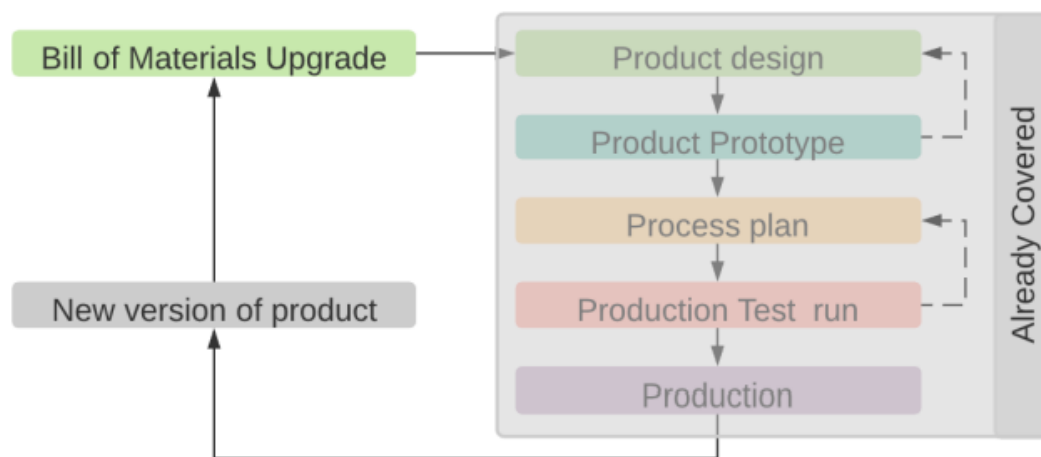 Bill of Materials Upgrade
Product design
Product Prototype
Process plan
New version of product
Production Test run
Production
Already Covered